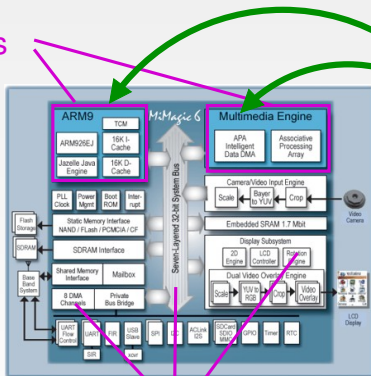 s
ARM9
MiMagic 6
Multimedia Engine
TCM
ARM926EJ
16K I-
Cache
Jazelle Java
Engine
16K D-
Cache
APA
Intelligent
Data DMA
Associative
Processing
Array
Seven-Layered 32-bit System Bus
PLL
Clock
Power
Mgmt
Boot
ROM
Inter-
rupt
Camera/Video Input Engine
Scale
Bayer
to YUV
Crop
Video
Camera
Flash
Storage
Static Memory Interface
NAND / FLash / PCMCIA / CF
Embedded SRAM 1.7 Mbit
SDRAM
SDRAM Interface
Display Subsystem
2D
Engine
LCD
Controller
Rotation
Engine
Base
Band
System
Shared Memory
Interface
Mailbox
Dual Video Overlay Engine
8 DMA
Channels
Private
Bus Bridge
Scale
YUV to
RGB
Crop
Video
Overlay
LCD
Display
UART
Flow
Control
UART
FIR
USB
Slave
SPI
I2C
ACLink
I2S
SDCard
SDIO
MMC
GPIO
Timer
RTC
SIR
xcvr